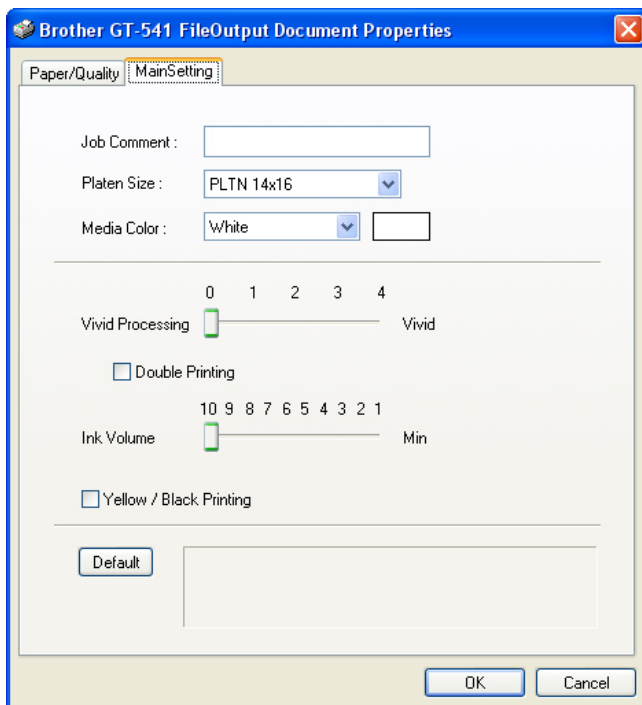 Brother GT-541 FileOutput Document Properties
Paper/Quality MainSetting
Job Comment :
Platen Size : PLTN 14x16
Media Color : White
0 1 2 3 4
Vivid Processing Vivid
Double Printing
10 9 8 7 6 5 4 3 2 1
Ink Volume Min
Yellow / Black Printing
Default
OK Cancel